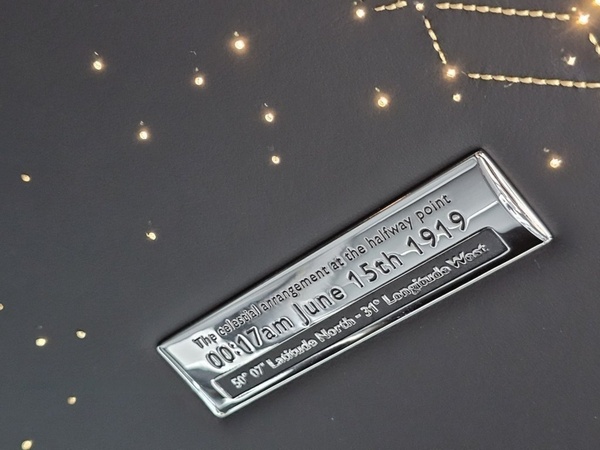 The celestial arrangement at the halfway point
00:17am June 15th 1919
50° 07" Latitude North - 31° Longitude West